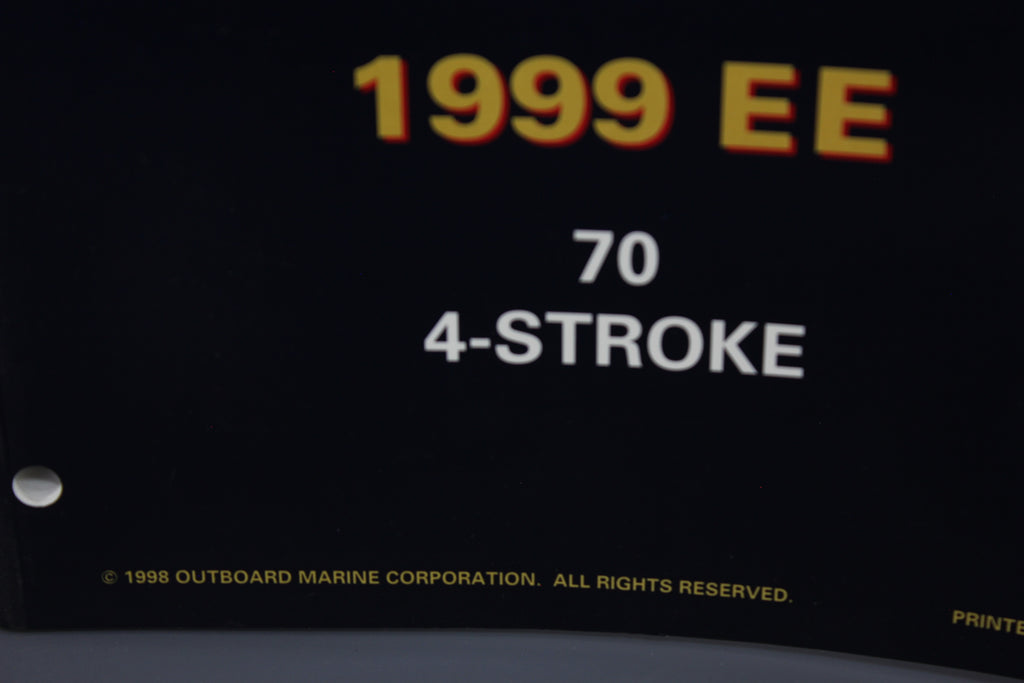 1999 EE
70
4-STROKE
© 1998 OUTBOARD MARINE CORPORATION. ALL RIGHTS RESERVED.
PRINTE